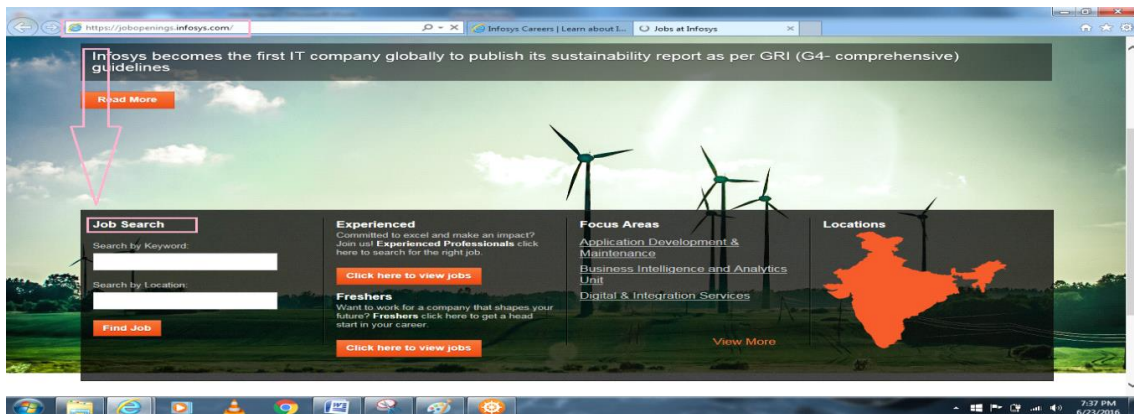 https://jobopenings.infosys.com/
Infosys Careers | Learn about I...
Jobs at Infosys
Infosys becomes the first IT company globally to publish its sustainability report as per GRI (G4- comprehensive)
guidelines
Read More
Job Search
Search by Keyword:
Search by Location:
Find Job
Experienced
Committed to excel and make an impact?
Join us! Experienced Professionals click
here to search for the right job.
Click here to view jobs
Freshers
Want to work for a company that shapes your
future? Freshers click here to get a head
start in your career.
Click here to view jobs
Focus Areas
Application Development &
Maintenance
Business Intelligence and Analytics
Unit
Digital & Integration Services
View More
Locations
7:37 PM
6/23/2016